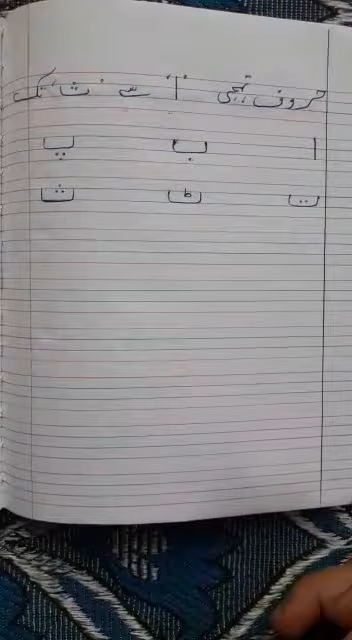 حروف تہجی "ا" سے "ث" تک
ا ب پ
ت ٹ ث